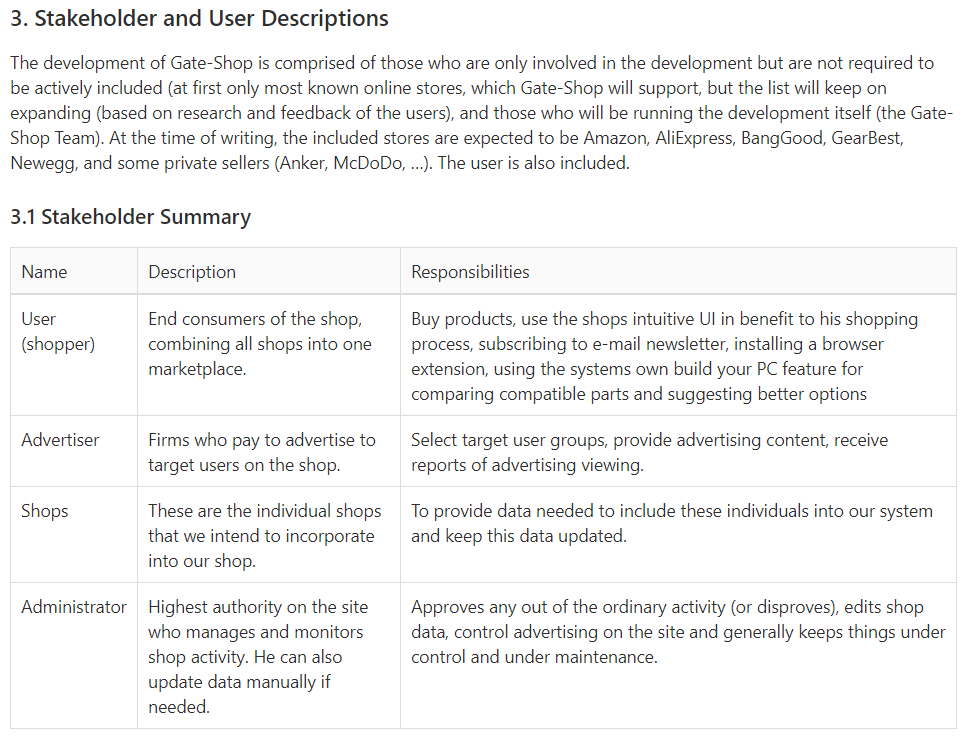 3. Stakeholder and User Descriptions
The development of Gate-Shop is comprised of those who are only involved in the development but are not required to
be actively included (at first only most known online stores, which Gate-Shop will support, but the list will keep on
expanding (based on research and feedback of the users), and those who will be running the development itself (the Gate-
Shop Team). At the time of writing, the included stores are expected to be Amazon, AliExpress, BangGood, GearBest,
Newegg, and some private sellers (Anker, McDoDo, ...). The user is also included.
3.1 Stakeholder Summary
Name
Description
Responsibilities
User
(shopper)
End consumers of the shop,
combining all shops into one
marketplace.
Buy products, use the shops intuitive UI in benefit to his shopping
process, subscribing to e-mail newsletter, installing a browser
extension, using the systems own build your PC feature for
comparing compatible parts and suggesting better options
Advertiser
Firms who pay to advertise to
target users on the shop.
Select target user groups, provide advertising content, receive
reports of advertising viewing.
Shops
These are the individual shops
that we intend to incorporate
into our shop.
To provide data needed to include these individuals into our system
and keep this data updated.
Administrator
Highest authority on the site
who manages and monitors
shop activity. He can also
update data manually if
needed.
Approves any out of the ordinary activity (or disproves), edits shop
data, control advertising on the site and generally keeps things under
control and under maintenance.